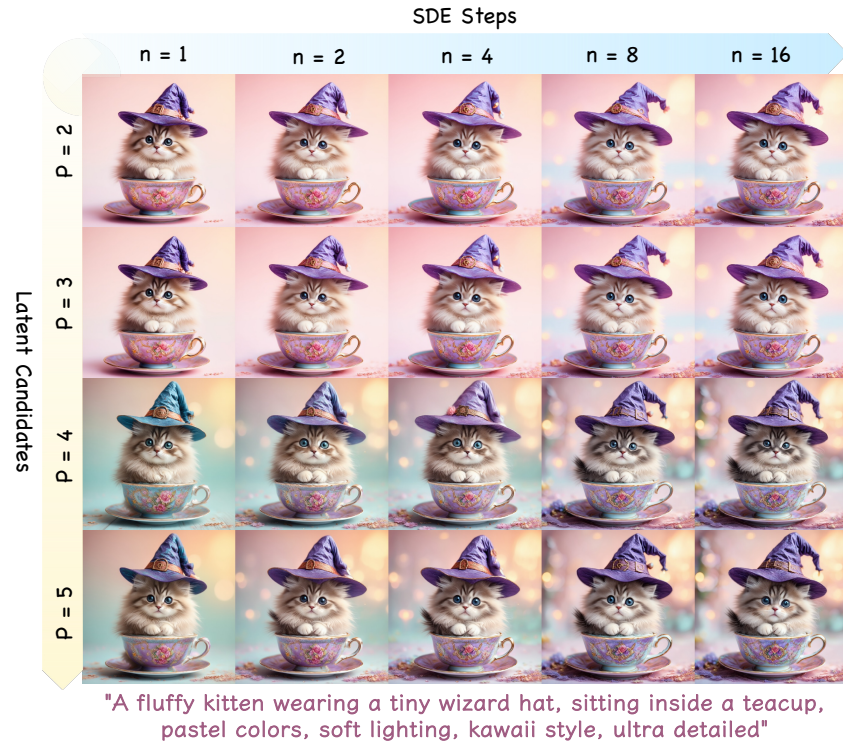 SDE Steps
n = 1
n = 2
n = 4
n = 8
n = 16
Latent Candidates
P = 2
P = 3
P = 4
P = 5
"A fluffy kitten wearing a tiny wizard hat, sitting inside a teacup,
pastel colors, soft lighting, kawaii style, ultra detailed"